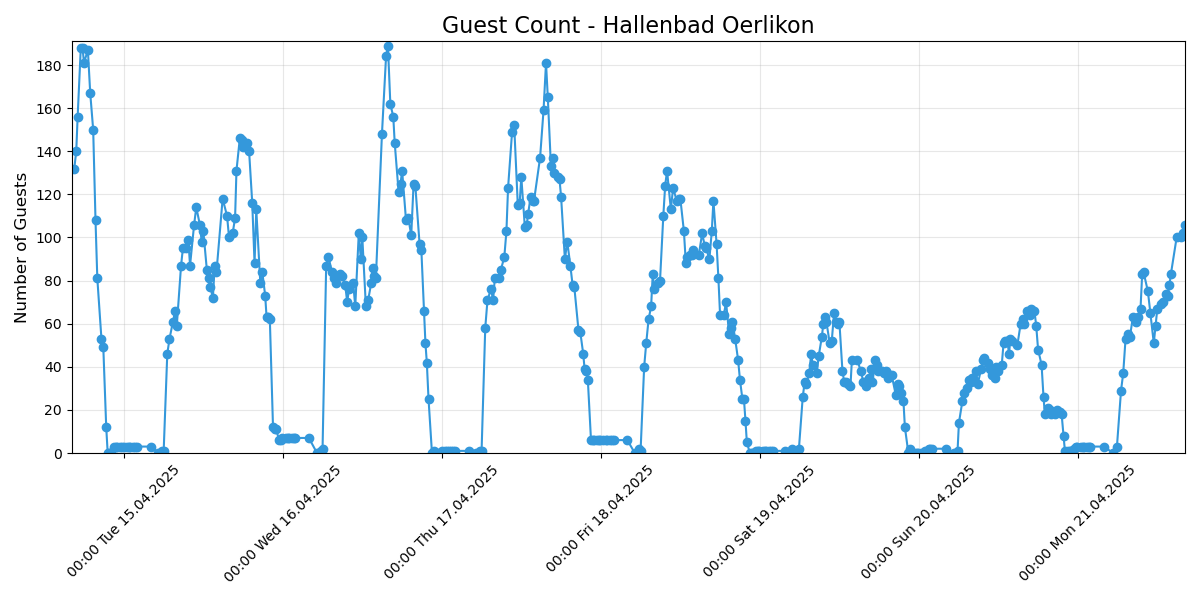 Guest Count - Hallenbad Oerlikon
Number of Guests
180
160
140
120
100
80
60
40
20
0
00:00 Tue 15.04.2025
00:00 Wed 16.04.2025
00:00 Thu 17.04.2025
00:00 Fri 18.04.2025
00:00 Sat 19.04.2025
00:00 Sun 20.04.2025
00:00 Mon 21.04.2025